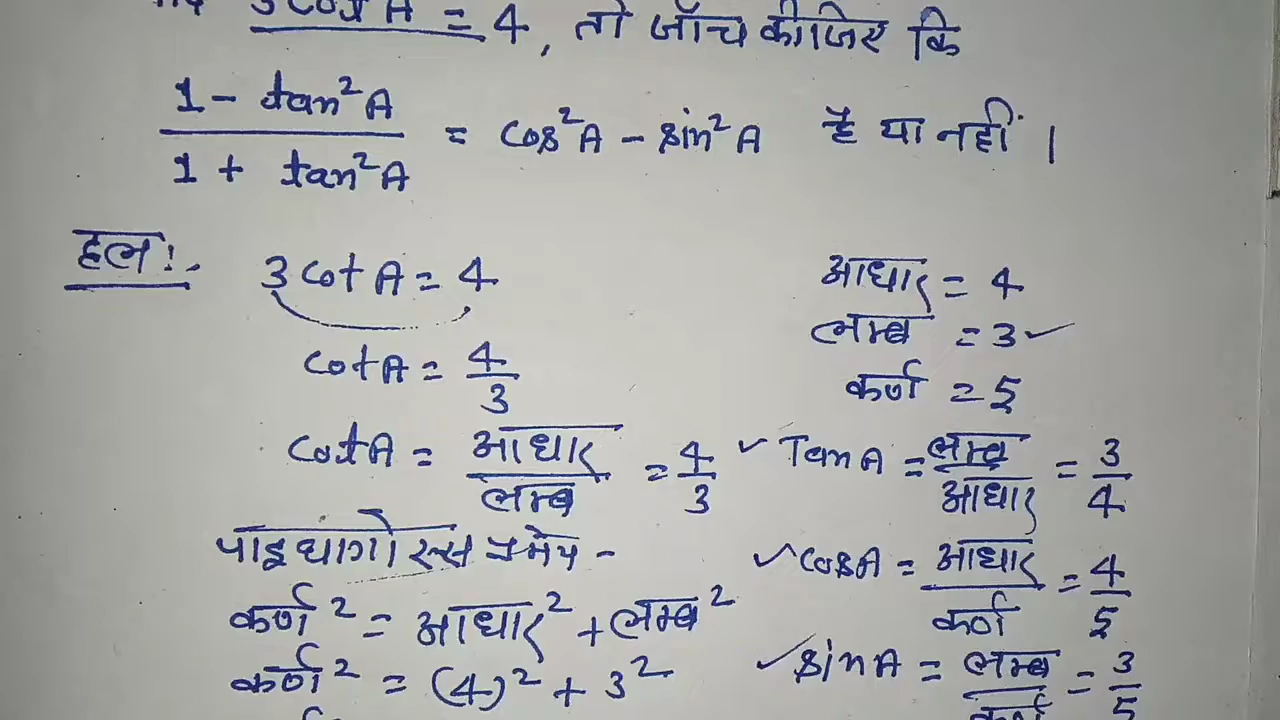 3 cot A = 4, तो जॉच कीजिए कि
1 - tan²A
1 + tan²A
= cos²A - sin²A है या नहीं ।
हल:-
3 cot A = 4
cot A = 4/3
cot A = आधार/लम्ब = 4/3
पाइथागोरस प्रमेय -
कर्ण² = आधार² + लम्ब²
कर्ण² = (4)² + 3²
आधार = 4
लम्ब = 3 ✓
कर्ण = 5
✓ Tan A = लम्ब/आधार = 3/4
✓ cos A = आधार/कर्ण = 4/5
✓ sin A = लम्ब/कर्ण = 3/5